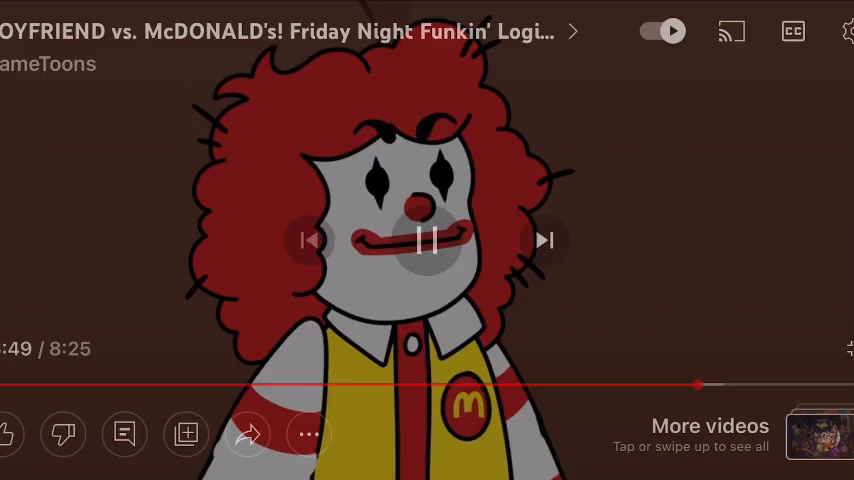 OYFRIEND vs. McDONALD's! Friday Night Funkin' Logi...
CC
ameToons
:49 / 8:25
M
More videos
Tap or swipe up to see all